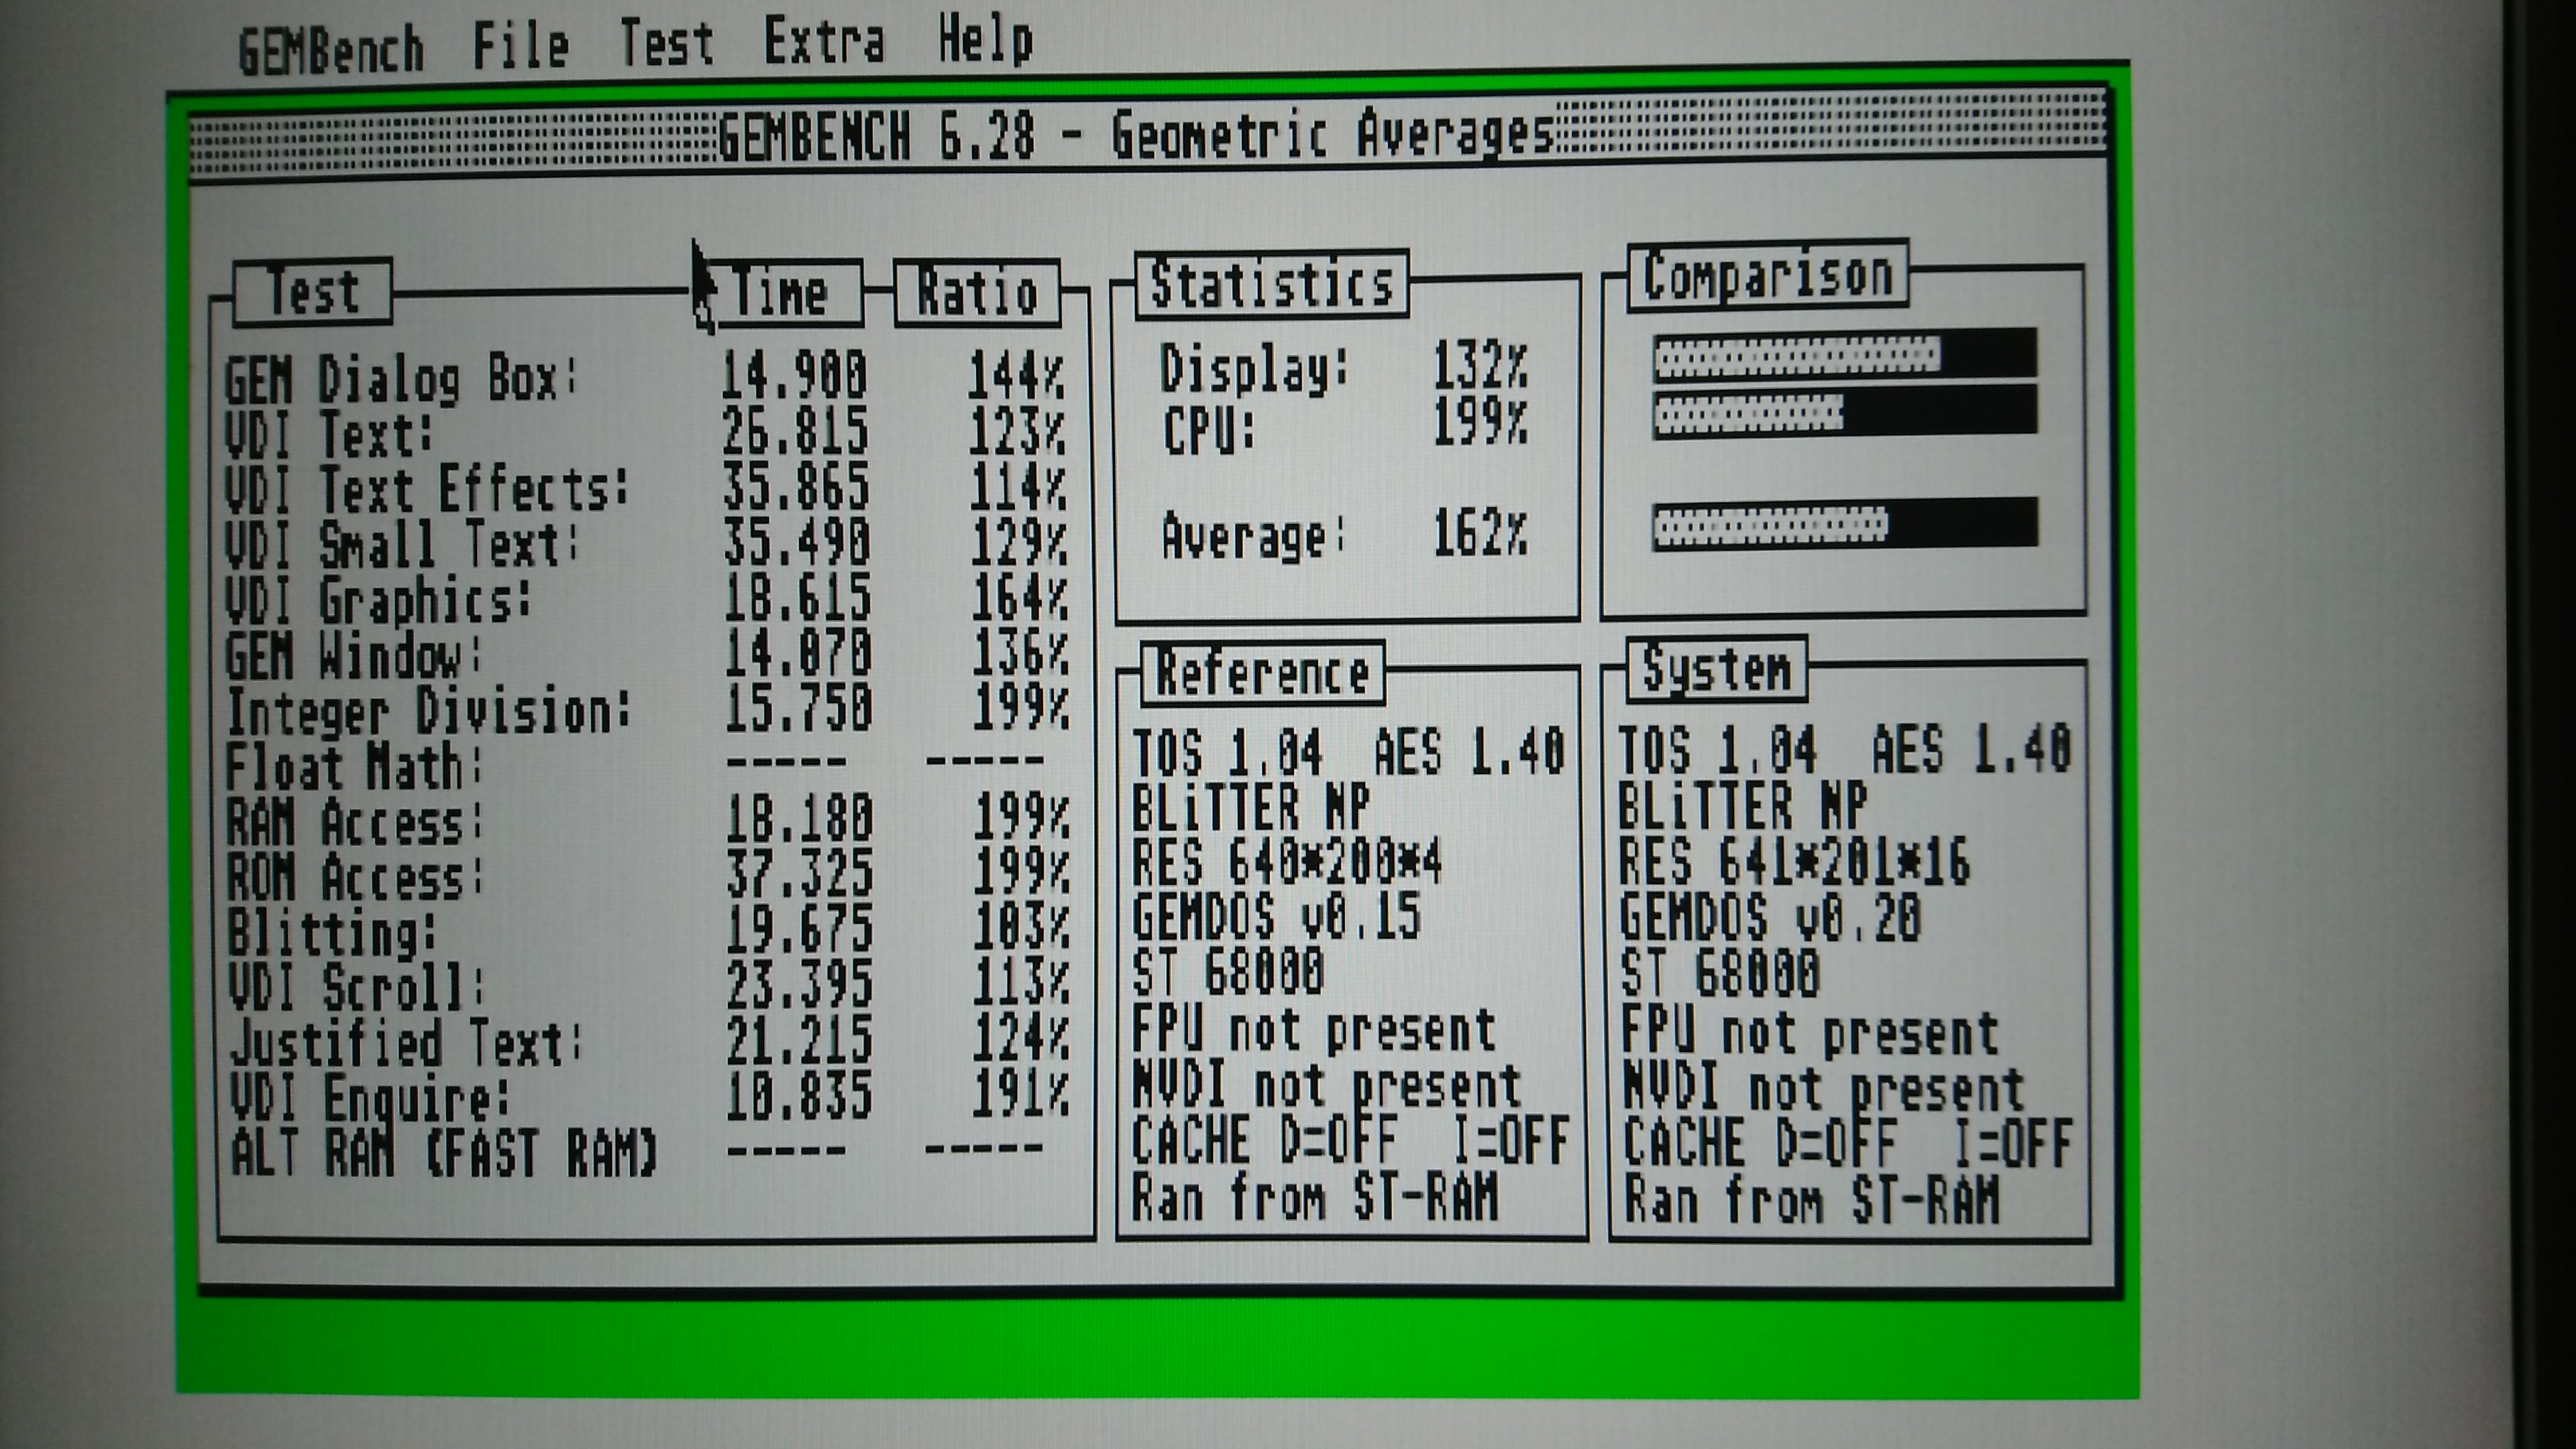 GEMBench File Test Extra Help
GEMBENCH 6.28 - Geometric Averages
Test Time Ratio
GEM Dialog Box: 14.900 144%
VDI Text: 26.815 123%
VDI Text Effects: 35.865 114%
VDI Small Text: 35.490 129%
VDI Graphics: 18.615 164%
GEM Window: 14.070 136%
Integer Division: 15.750 199%
Float Math: ----- -----
RAM Access: 18.180 199%
ROM Access: 37.325 199%
Blitting: 19.675 103%
VDI Scroll: 23.395 113%
Justified Text: 21.215 124%
VDI Enquire: 10.835 191%
ALT RAM (FAST RAM) ----- -----
Statistics
Display: 132%
CPU: 199%
Average: 162%
Comparison
Reference
TOS 1.04 AES 1.40
BLiTTER NP
RES 640*200*4
GEMDOS v0.15
ST 68000
FPU not present
NVDI not present
CACHE D=OFF I=OFF
Ran from ST-RAM
System
TOS 1.04 AES 1.40
BLiTTER NP
RES 641*201*16
GEMDOS v0.20
ST 68000
FPU not present
NVDI not present
CACHE D=OFF I=OFF
Ran from ST-RAM